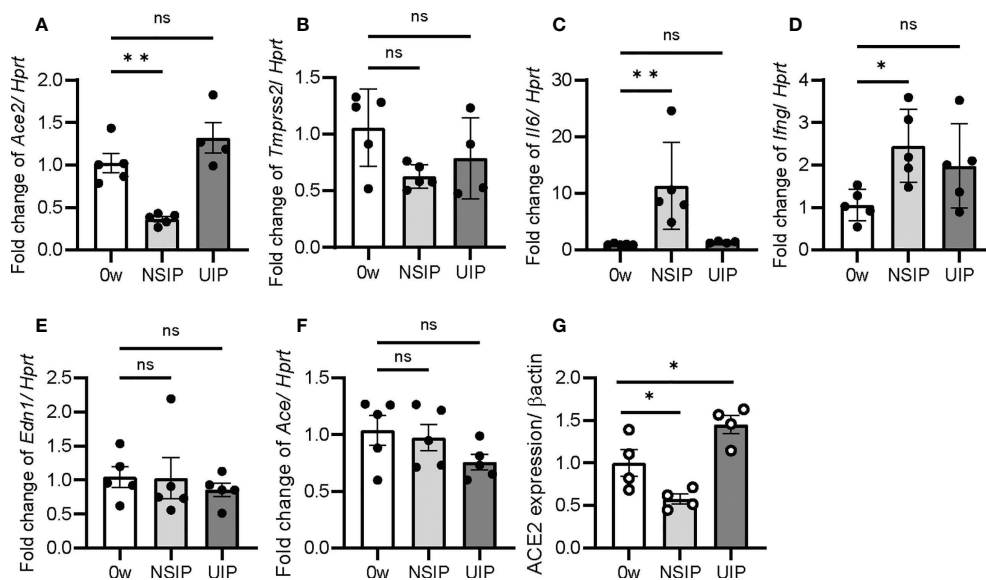 A
ns
* *
Fold change of Ace2/ Hprt
2.0
1.5
1.0
0.5
0.0
0w NSIP UIP
B
ns
ns
Fold change of Tmprss2/ Hprt
1.5
1.0
0.5
0.0
0w NSIP UIP
C
ns
* *
Fold change of Il6/ Hprt
30
20
10
0
0w NSIP UIP
D
ns
*
Fold change of Ifng/ Hprt
4
3
2
1
0
0w NSIP UIP
E
ns
ns
Fold change of Edn1/ Hprt
2.5
2.0
1.5
1.0
0.5
0.0
0w NSIP UIP
F
ns
ns
Fold change of Ace/ Hprt
1.5
1.0
0.5
0.0
0w NSIP UIP
G
*
*
ACE2 expression/ βactin
2.0
1.5
1.0
0.5
0.0
0w NSIP UIP